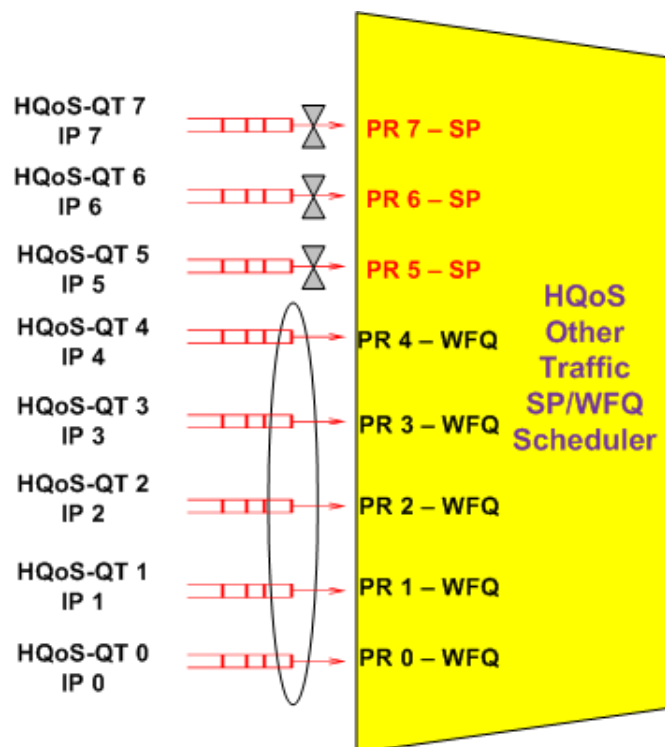 HQoS-QT 7
IP 7
PR 7 – SP
HQoS-QT 6
IP 6
PR 6 – SP
HQoS-QT 5
IP 5
PR 5 – SP
HQoS-QT 4
IP 4
PR 4 – WFQ
HQoS-QT 3
IP 3
PR 3 – WFQ
HQoS-QT 2
IP 2
PR 2 – WFQ
HQoS-QT 1
IP 1
PR 1 – WFQ
HQoS-QT 0
IP 0
PR 0 – WFQ
HQoS
Other
Traffic
SP/WFQ
Scheduler